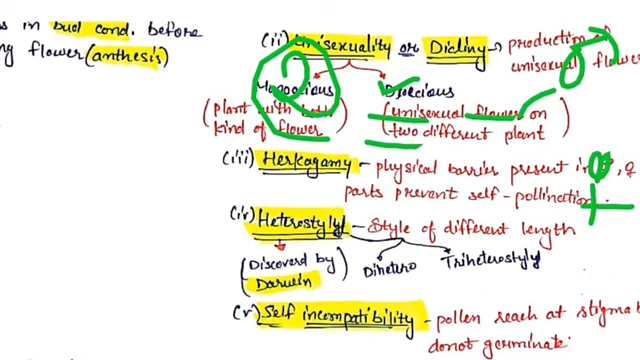 s in bud cond. before
ng flower (anthesis)
(ii) Unisexuality or Dicliny → production of
unisexual flower
Monoecious
Dioecious
(plant with both
kind of flower)
(unisexual flower on
two different plant)
(iii) Herkagamy - physical barrier present in ♂, ♀
parts prevent self-pollination.
(iv) Heterostyly - Style of different length
(Discovered by
Darwin)
Dihetero
Triheterostyly
(v) Self incompatibility - pollen reach at stigma b
donot germinate.